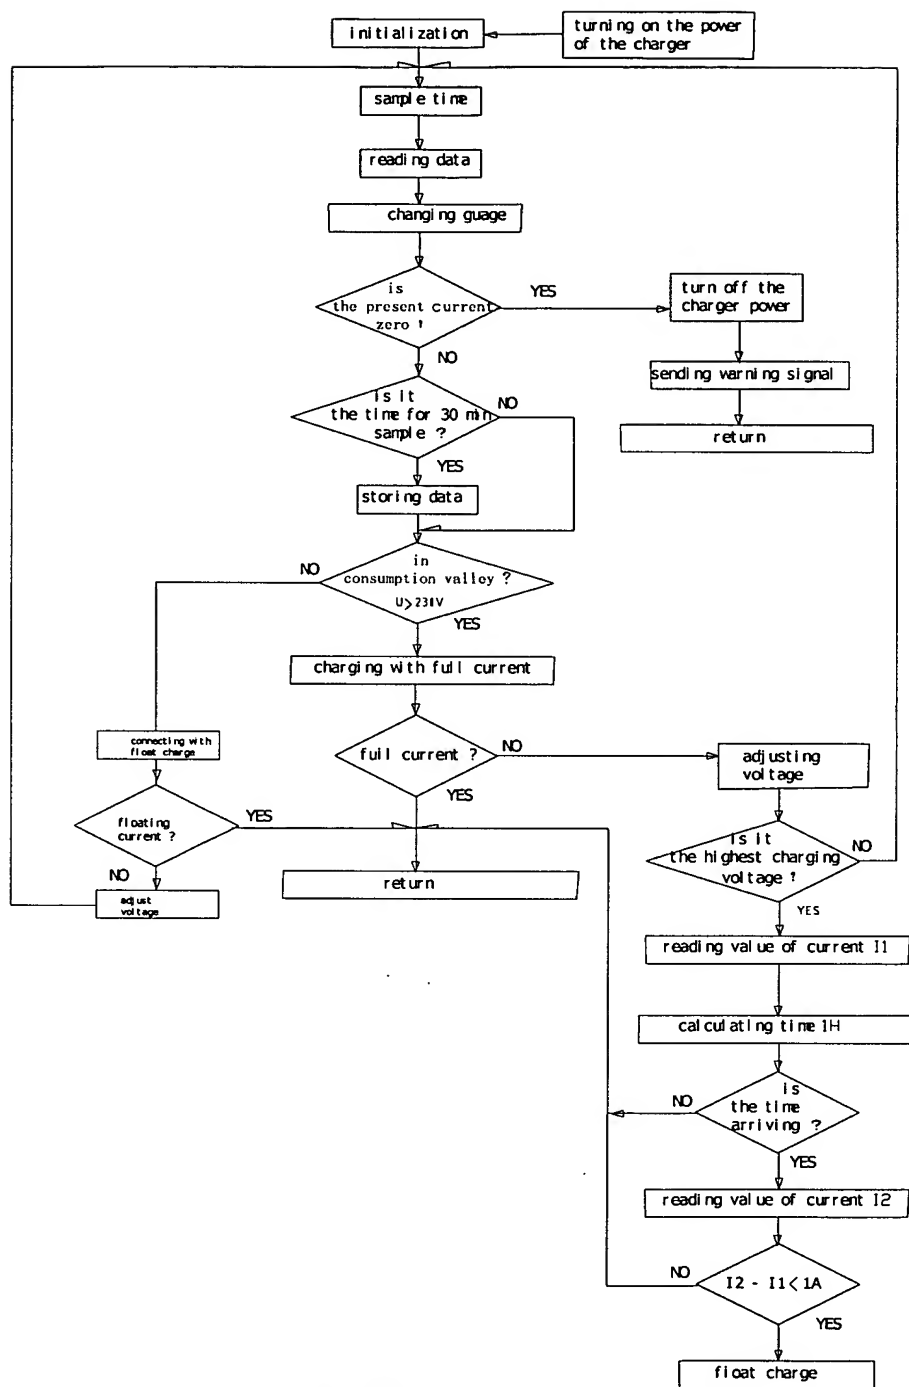 initialization
turning on the power
of the charger
sample time
reading data
changing guage
is
the present current
zero ?
YES
turn off the
charger power
NO
sending warning signal
is it
the time for 30 min
sample ?
NO
return
YES
storing data
in
consumption valley ?
U>230V
NO
YES
charging with full current
connecting with
float charge
full current ?
NO
adjusting
voltage
YES
floating
current ?
YES
is it
the highest charging
voltage ?
NO
NO
return
adjust
voltage
YES
reading value of current I1
calculating time 1H
is
the time
arriving ?
NO
YES
reading value of current I2
NO
I2 - I1 < 1A
YES
float charge